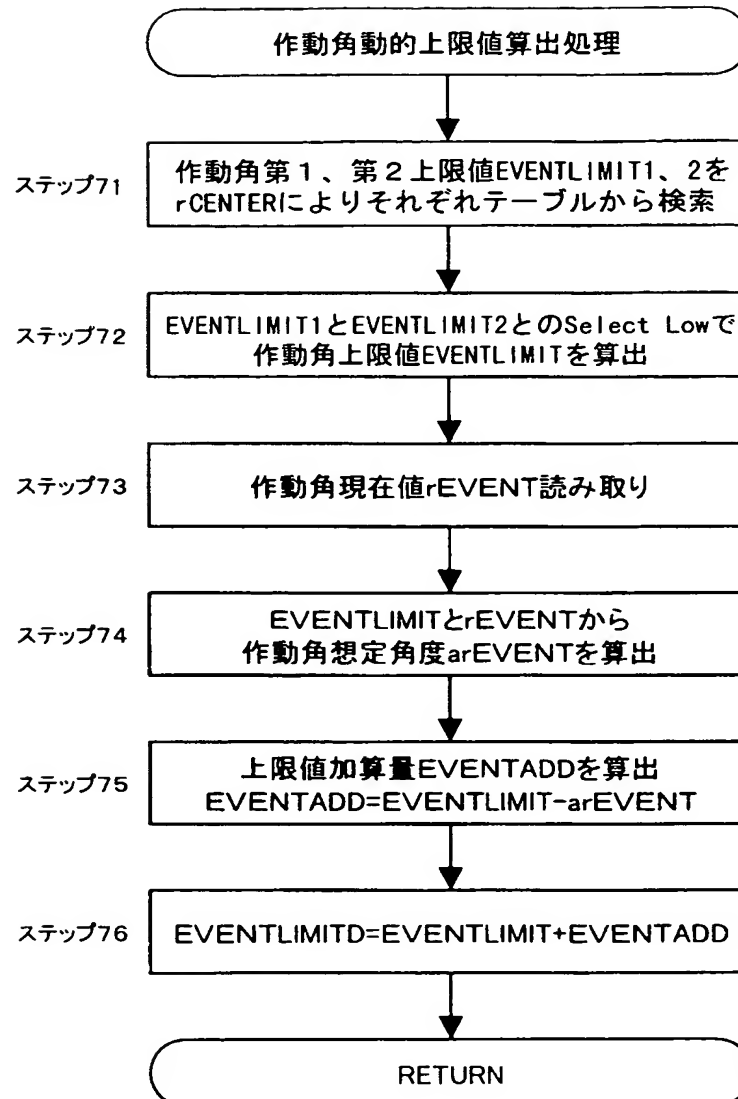 作動角動的上限値算出処理
ステップ71
作動角第1、第2上限値EVENTLIMIT1、2を
rCENTERによりそれぞれテーブルから検索
ステップ72
EVENTLIMIT1とEVENTLIMIT2とのSelect Lowで
作動角上限値EVENTLIMITを算出
ステップ73
作動角現在値rEVENT読み取り
ステップ74
EVENTLIMITとrEVENTから
作動角想定角度arEVENTを算出
ステップ75
上限値加算量EVENTADDを算出
EVENTADD=EVENTLIMIT-arEVENT
ステップ76
EVENTLIMITD=EVENTLIMIT+EVENTADD
RETURN